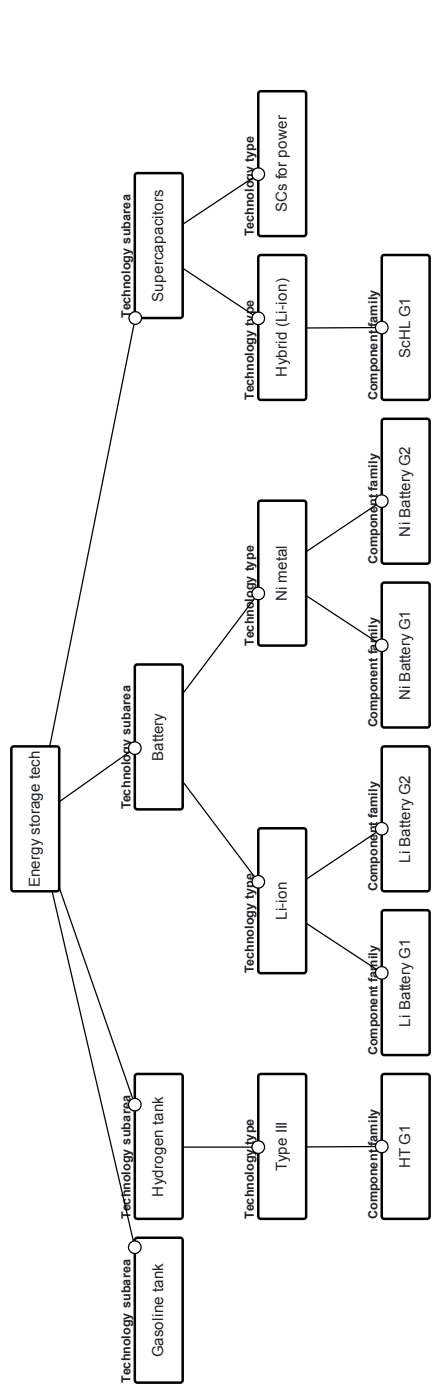 Energy storage tech
Technology subarea
Gasoline tank
Technology subarea
Hydrogen tank
Technology subarea
Battery
Technology subarea
Supercapacitors
Technology type
Type III
Technology type
Li-ion
Technology type
Ni metal
Technology type
Hybrid (Li-ion)
Technology type
SCs for power
Component family
HT G1
Component family
Li Battery G1
Component family
Li Battery G2
Component family
Ni Battery G1
Component family
Ni Battery G2
Component family
ScHL G1